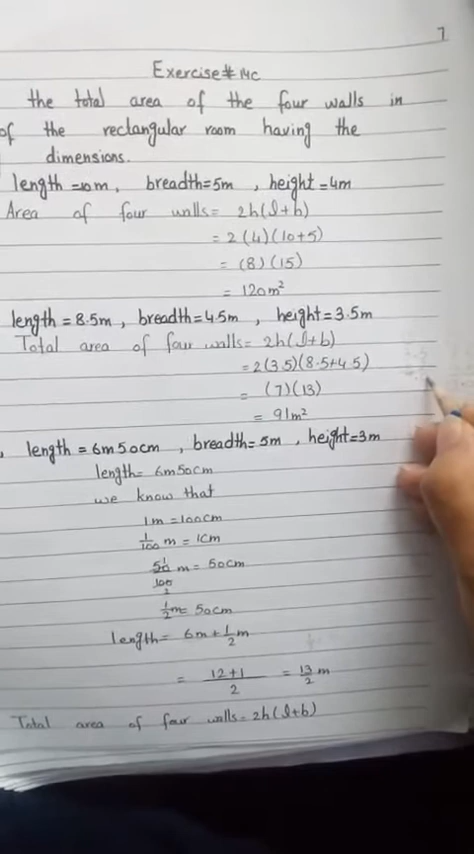 7
Exercise# 14C
the total area of the four walls in
of the rectangular room having the
dimensions.
length =10m, breadth=5m , height=4m
Area of four walls= 2h(l+b)
= 2(4)(10+5)
= (8)(15)
= 120m²
length = 8.5m, breadth=4.5m , height=3.5m
Total area of four walls= 2h(l+b)
= 2(3.5)(8.5+4.5)
= (7)(13)
= 91m²
length = 6m 50cm , breadth= 5m, height=3m
length= 6m50cm
we know that
1m =100cm
1/100 m = 1cm
50/100 m = 50cm
1/2 m= 50cm
length= 6m+1/2 m
= 12+1/2 = 13/2 m
Total area of four walls=2h(l+b)